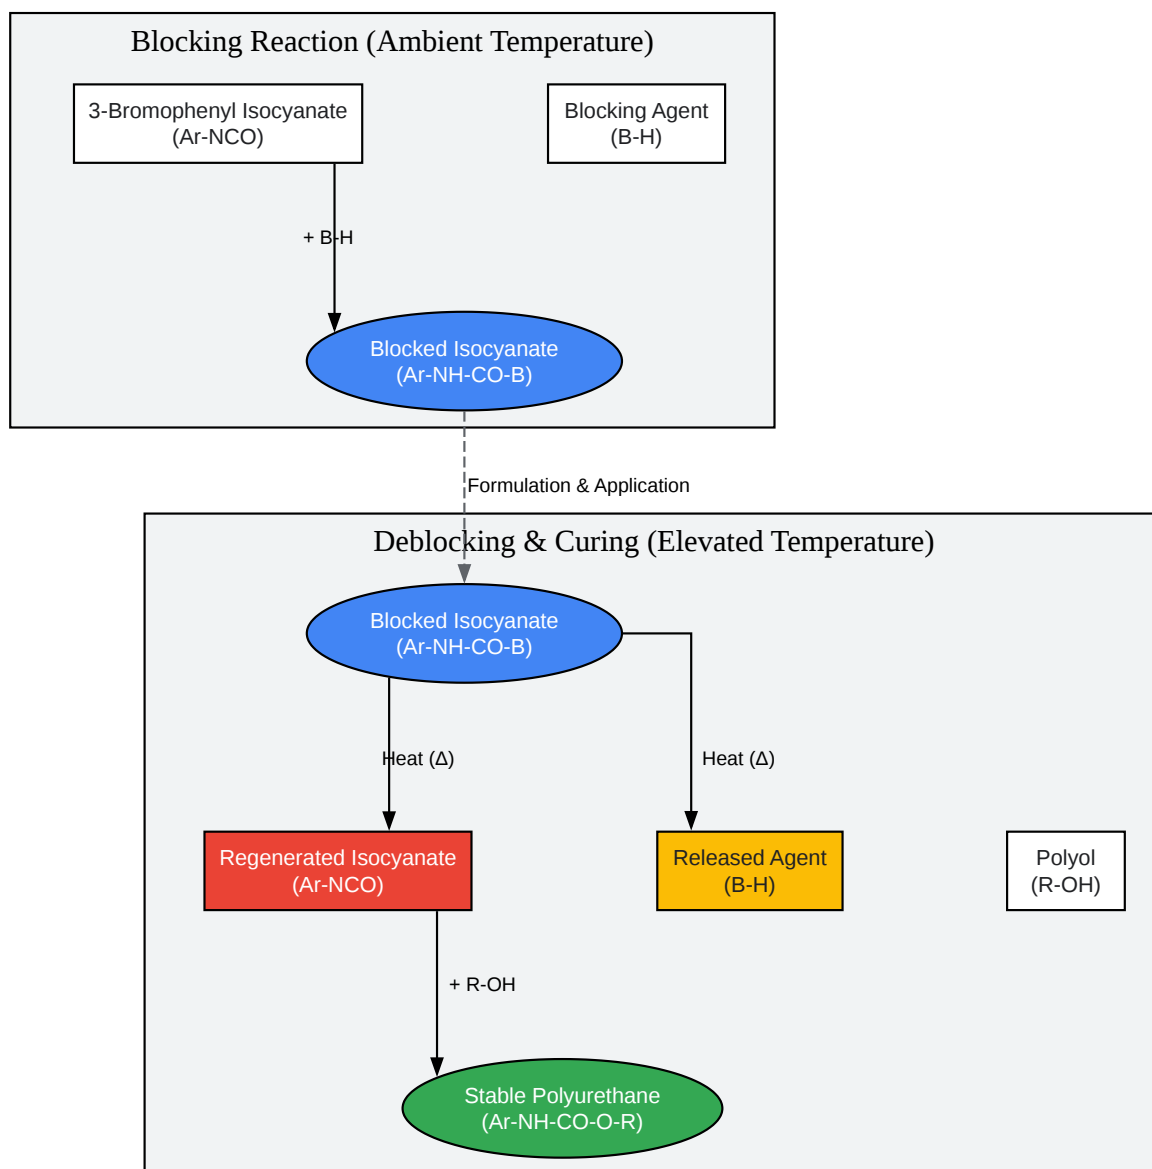 Blocking Reaction (Ambient Temperature)
3-Bromophenyl Isocyanate
(Ar-NCO)
Blocking Agent
(B-H)
+ B-H
Blocked Isocyanate
(Ar-NH-CO-B)
Formulation & Application
Deblocking & Curing (Elevated Temperature)
Blocked Isocyanate
(Ar-NH-CO-B)
Heat (Δ)
Heat (Δ)
Regenerated Isocyanate
(Ar-NCO)
Released Agent
(B-H)
Polyol
(R-OH)
+ R-OH
Stable Polyurethane
(Ar-NH-CO-O-R)